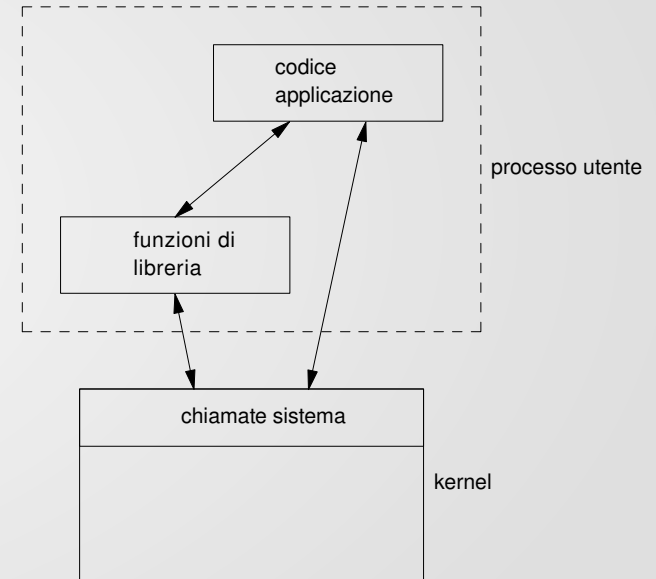 codice
applicazione
processo utente
funzioni di
libreria
chiamate sistema
kernel